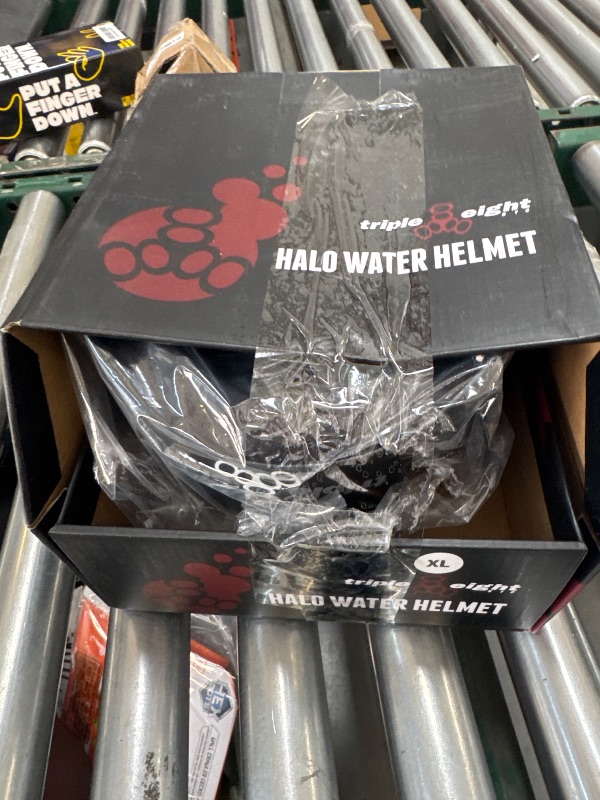 PUT A
FINGER
DOWN
triple eight
HALO WATER HELMET
XL
triple eight
HALO WATER HELMET